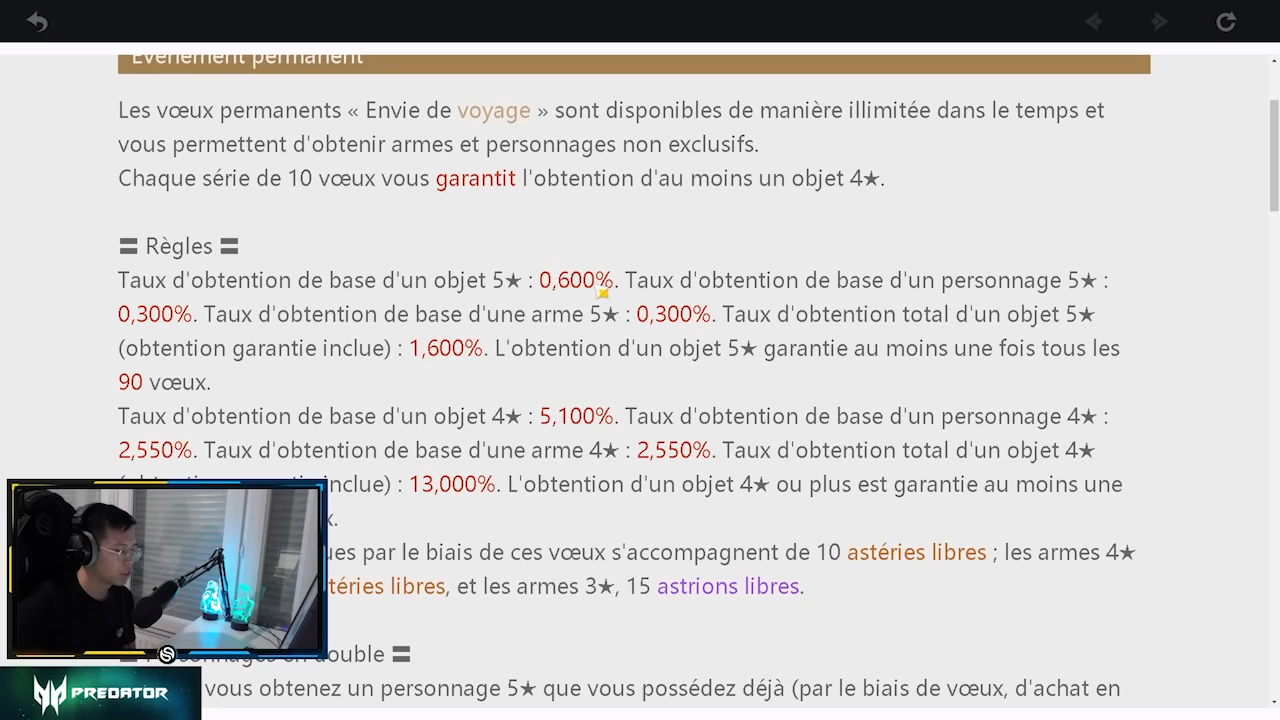 Evénement permanent
Les vœux permanents « Envie de voyage » sont disponibles de manière illimitée dans le temps et
vous permettent d'obtenir armes et personnages non exclusifs.
Chaque série de 10 vœux vous garantit l'obtention d'au moins un objet 4★.
〓 Règles 〓
Taux d'obtention de base d'un objet 5★ : 0,600%. Taux d'obtention de base d'un personnage 5★ :
0,300%. Taux d'obtention de base d'une arme 5★ : 0,300%. Taux d'obtention total d'un objet 5★
(obtention garantie inclue) : 1,600%. L'obtention d'un objet 5★ garantie au moins une fois tous les
90 vœux.
Taux d'obtention de base d'un objet 4★ : 5,100%. Taux d'obtention de base d'un personnage 4★ :
2,550%. Taux d'obtention de base d'une arme 4★ : 2,550%. Taux d'obtention total d'un objet 4★
inclue) : 13,000%. L'obtention d'un objet 4★ ou plus est garantie au moins une
x.
ues par le biais de ces vœux s'accompagnent de 10 astéries libres ; les armes 4★
téries libres, et les armes 3★, 15 astrions libres.
double 〓
vous obtenez un personnage 5★ que vous possédez déjà (par le biais de vœux, d'achat en
PREDATOR